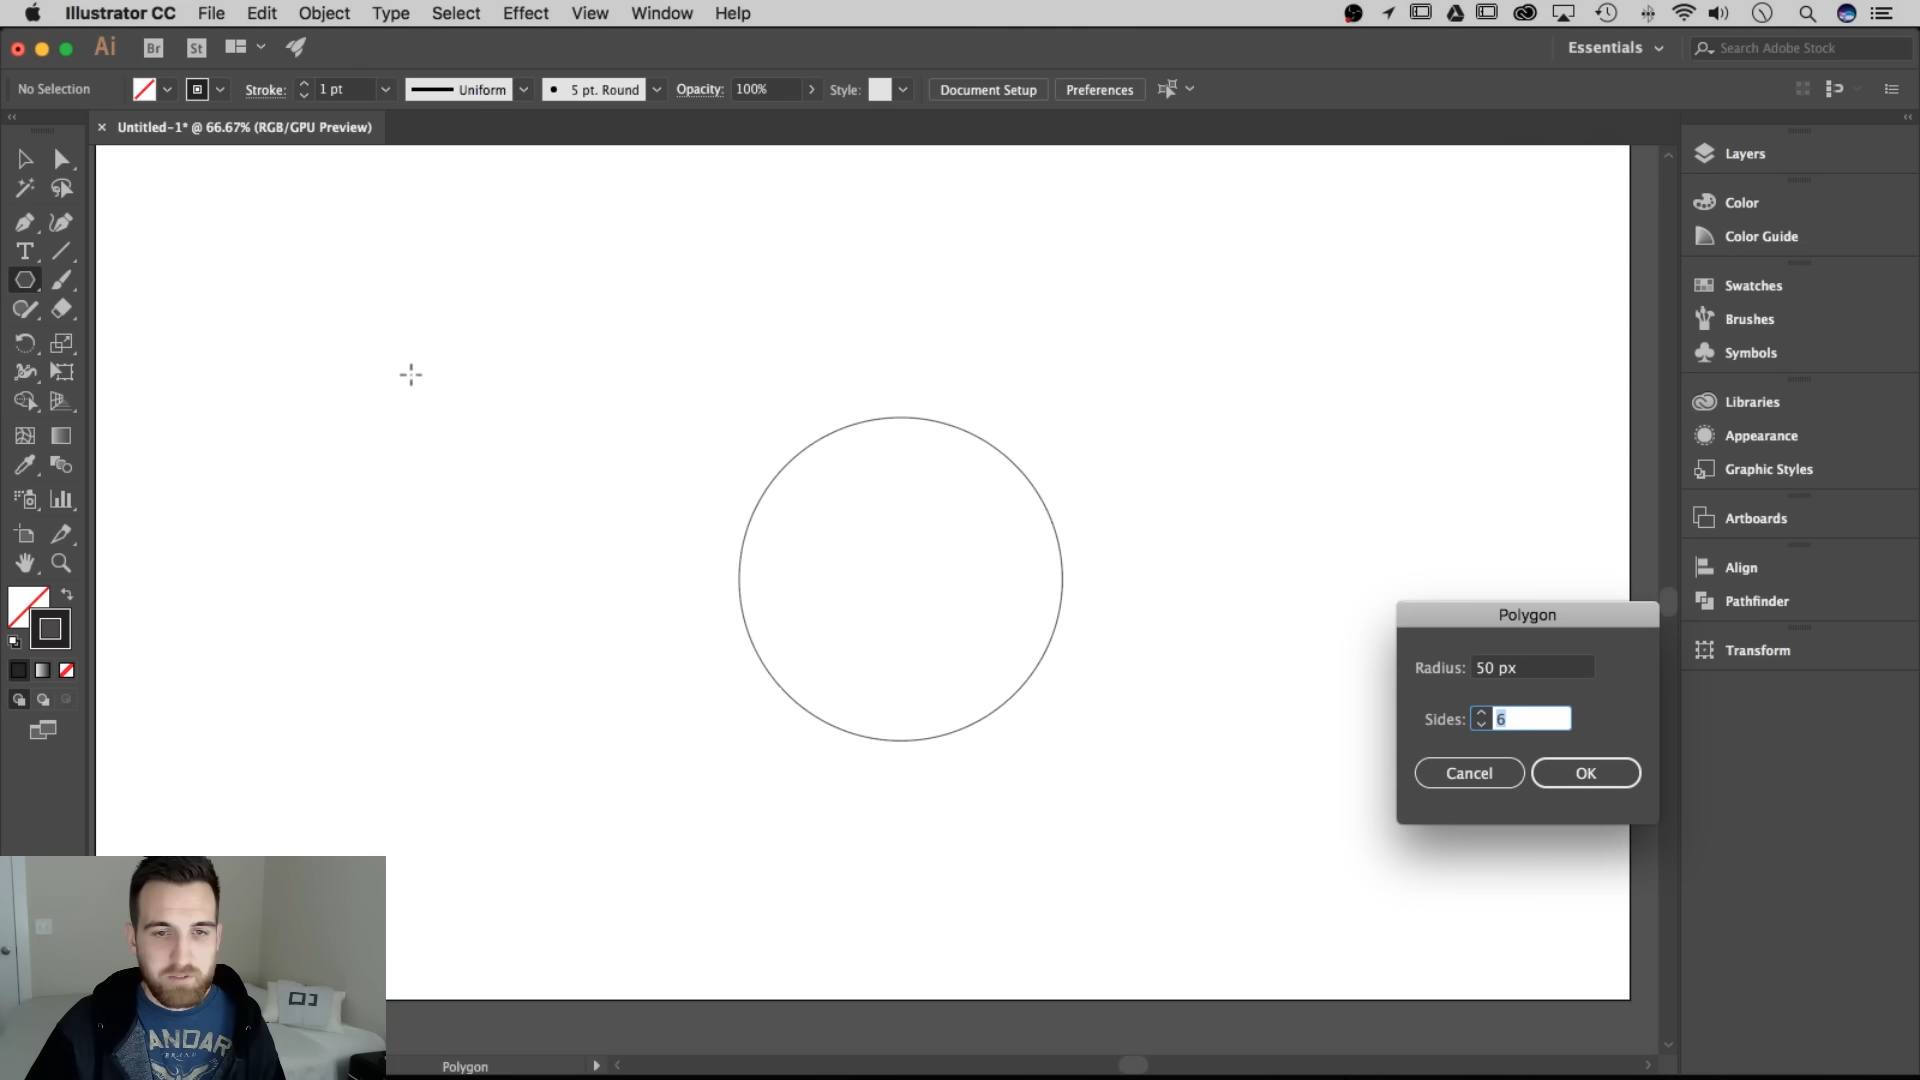 Illustrator CC File Edit Object Type Select Effect View Window Help
Ai Br St Essentials Search Adobe Stock
No Selection Stroke: 1 pt Uniform 5 pt. Round Opacity: 100% Style: Document Setup Preferences
× Untitled-1* @ 66.67% (RGB/GPU Preview)
Layers
Color
Color Guide
Swatches
Brushes
Symbols
Libraries
Appearance
Graphic Styles
Artboards
Align
Pathfinder
Transform
Polygon
Radius: 50 px
Sides: 6
Cancel OK
ANDAR
Polygon